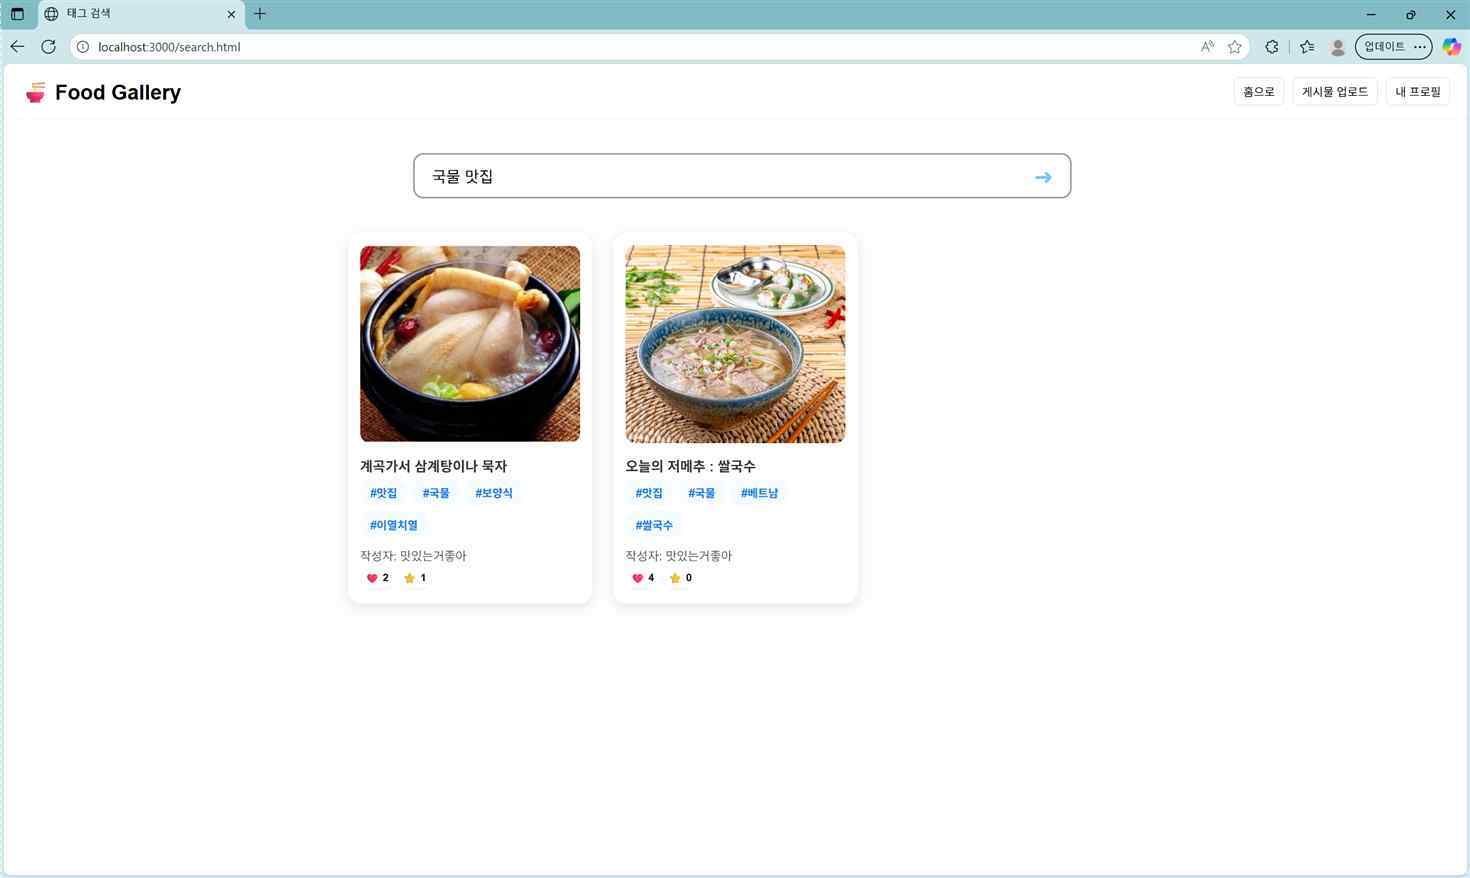 태그 검색
localhost:3000/search.html
업데이트
Food Gallery
홈으로
게시물 업로드
내 프로필
국물 맛집
계곡가서 삼계탕이나 묵자
#맛집 #국물 #보양식
#이열치열
작성자: 맛있는거좋아
2 1
오늘의 저메추 : 쌀국수
#맛집 #국물 #베트남
#쌀국수
작성자: 맛있는거좋아
4 0